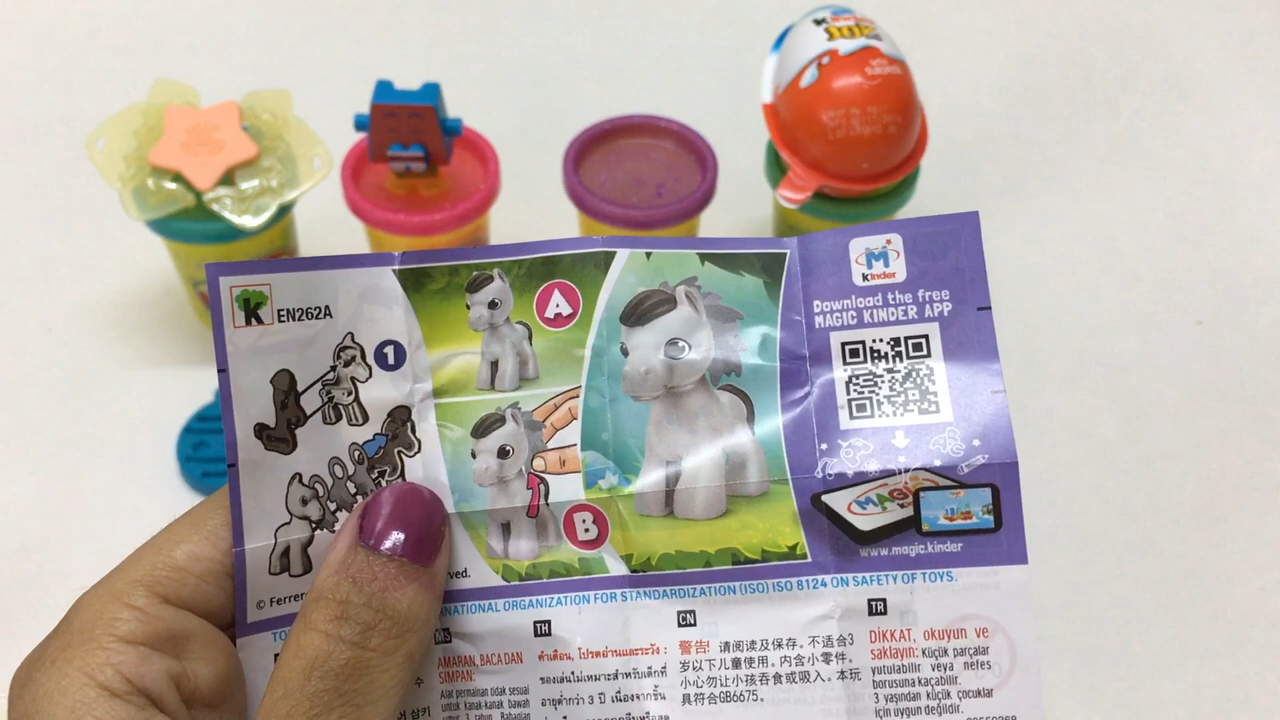 Kinder
JOY
WITH
SURPRISE
K
EN262A
1
A
B
M
Kinder
Download the free
MAGIC KINDER APP
MAGIC
www.magic.kinder
© Ferrer
ved.
RNATIONAL ORGANIZATION FOR STANDARDIZATION (ISO) ISO 8124 ON SAFETY OF TOYS.
MS
AMARAN, BACA DAN
SIMPAN:
Alat permainan tidak sesuai
untuk kanak-kanak bawah
umur 3 tahun. Bahagian
TH
คำเตือน, โปรดอ่านและระวัง :
ของเล่นไม่เหมาะสำหรับเด็กที่
อายุต่ำกว่า 3 ปี เนื่องจากชิ้น
CN
警告! 请阅读及保存。不适合3
岁以下儿童使用。内含小零件。
小心勿让小孩吞食或吸入。本玩
具符合GB6675。
TR
DİKKAT, okuyun ve
saklayın: Küçük parçalar
yutulabilir veya nefes
borusuna kaçabilir.
3 yaşından küçük çocuklar
için uygun değildir.